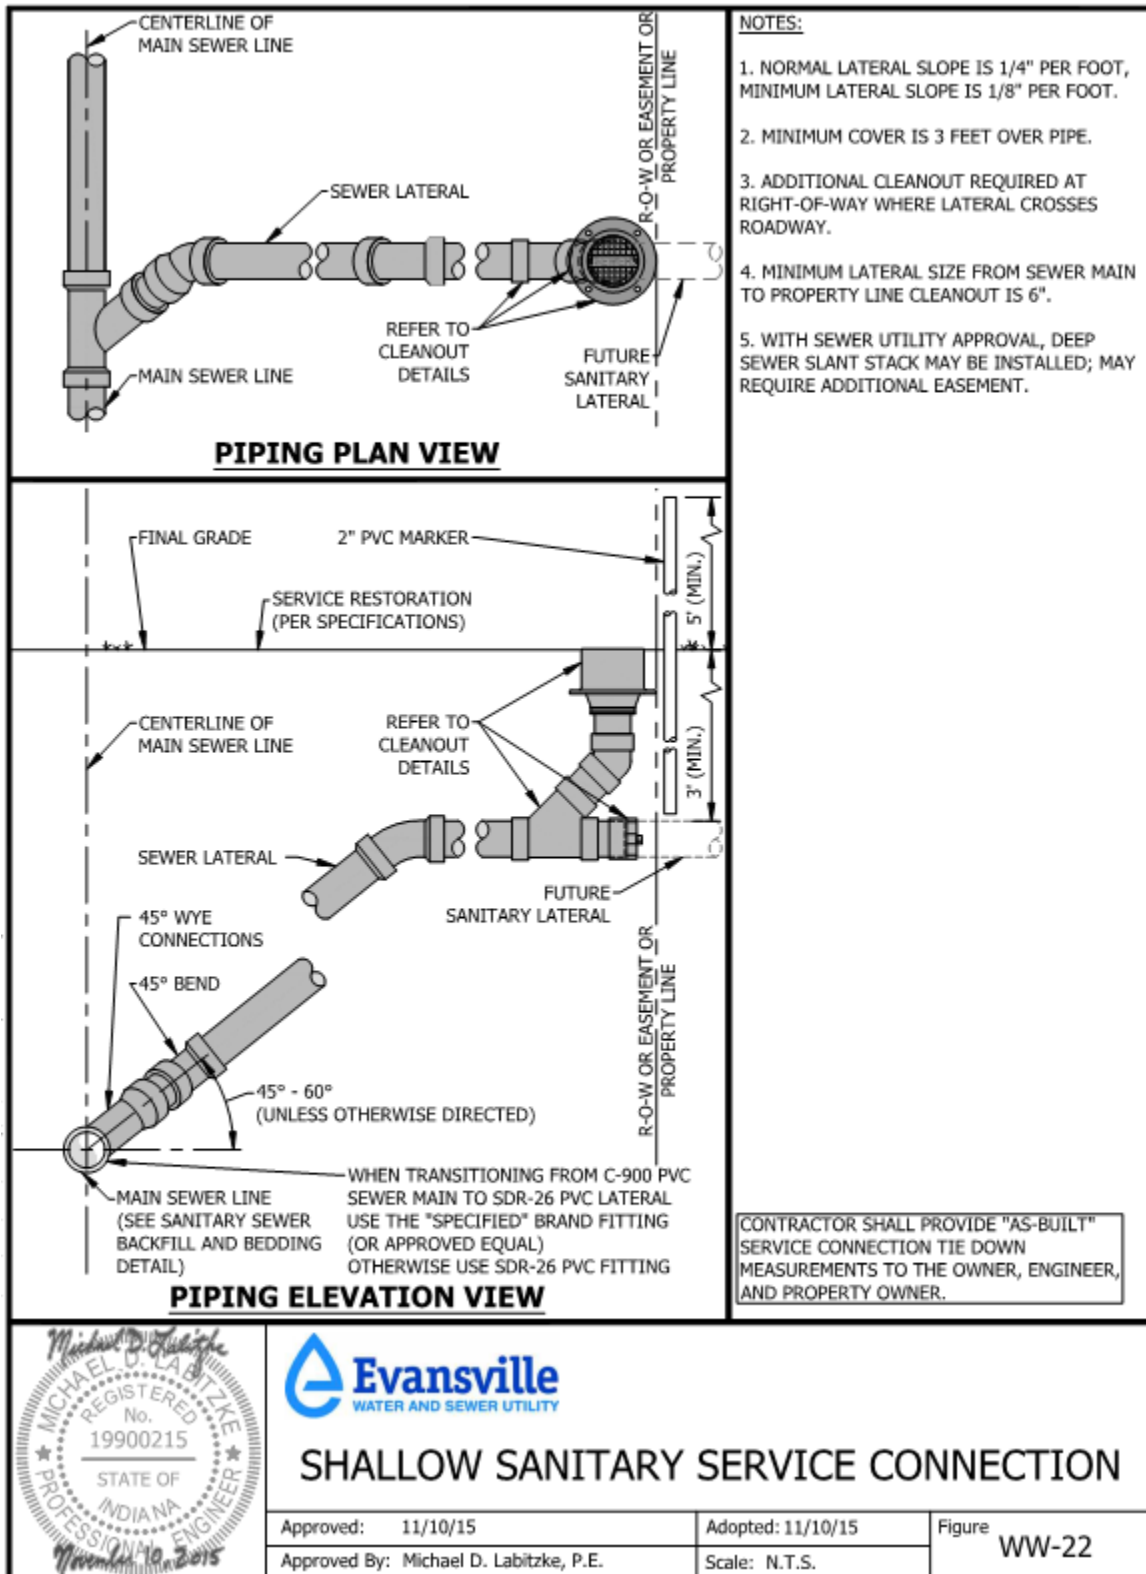 CENTERLINE OF
MAIN SEWER LINE
SEWER LATERAL
R-O-W OR EASEMENT OR
PROPERTY LINE
REFER TO
CLEANOUT
DETAILS
FUTURE
SANITARY
LATERAL
MAIN SEWER LINE
PIPING PLAN VIEW
NOTES:
1. NORMAL LATERAL SLOPE IS 1/4" PER FOOT,
MINIMUM LATERAL SLOPE IS 1/8" PER FOOT.
2. MINIMUM COVER IS 3 FEET OVER PIPE.
3. ADDITIONAL CLEANOUT REQUIRED AT
RIGHT-OF-WAY WHERE LATERAL CROSSES
ROADWAY.
4. MINIMUM LATERAL SIZE FROM SEWER MAIN
TO PROPERTY LINE CLEANOUT IS 6".
5. WITH SEWER UTILITY APPROVAL, DEEP
SEWER SLANT STACK MAY BE INSTALLED; MAY
REQUIRE ADDITIONAL EASEMENT.
FINAL GRADE
2" PVC MARKER
5' (MIN.)
SERVICE RESTORATION
(PER SPECIFICATIONS)
CENTERLINE OF
MAIN SEWER LINE
REFER TO
CLEANOUT
DETAILS
3' (MIN.)
SEWER LATERAL
FUTURE
SANITARY LATERAL
45° WYE
CONNECTIONS
45° BEND
R-O-W OR EASEMENT OR
PROPERTY LINE
45° - 60°
(UNLESS OTHERWISE DIRECTED)
MAIN SEWER LINE
(SEE SANITARY SEWER
BACKFILL AND BEDDING
DETAIL)
WHEN TRANSITIONING FROM C-900 PVC
SEWER MAIN TO SDR-26 PVC LATERAL
USE THE "SPECIFIED" BRAND FITTING
(OR APPROVED EQUAL)
OTHERWISE USE SDR-26 PVC FITTING
PIPING ELEVATION VIEW
CONTRACTOR SHALL PROVIDE "AS-BUILT"
SERVICE CONNECTION TIE DOWN
MEASUREMENTS TO THE OWNER, ENGINEER,
AND PROPERTY OWNER.
Michael D. Labitzke
MICHAEL D. LABITZKE
REGISTERED
No.
19900215
STATE OF
INDIANA
PROFESSIONAL ENGINEER
November 10, 2015
Evansville
WATER AND SEWER UTILITY
SHALLOW SANITARY SERVICE CONNECTION
Approved: 11/10/15
Adopted: 11/10/15
Figure
WW-22
Approved By: Michael D. Labitzke, P.E.
Scale: N.T.S.